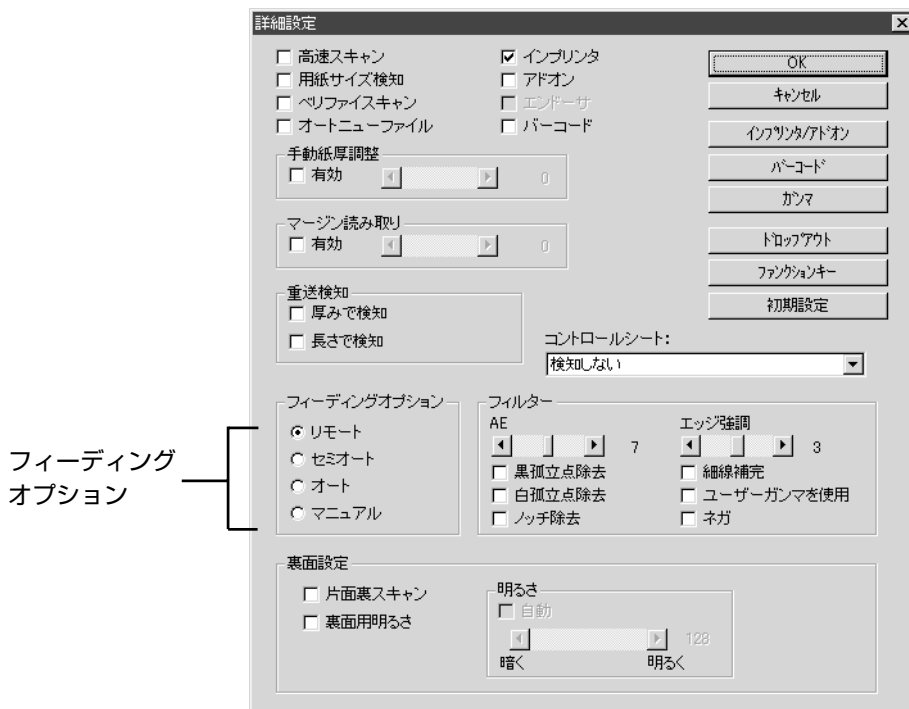 詳細設定
高速スキャン
用紙サイズ検知
ベリファイスキャン
オートニューファイル
インプリンタ
アドオン
エンドーサ
バーコード
OK
キャンセル
インプリンタ/アドオン
バーコード
ガンマ
ドロップアウト
ファンクションキー
初期設定
手動紙厚調整
有効 0
マージン読み取り
有効 0
重送検知
厚みで検知
長さで検知
コントロールシート:
検知しない
フィーディングオプション
リモート
セミオート
オート
マニュアル
フィーディング
オプション
フィルター
AE
7
黒孤立点除去
白孤立点除去
ノッチ除去
エッジ強調
3
細線補完
ユーザーガンマを使用
ネガ
裏面設定
片面裏スキャン
裏面用明るさ
明るさ
自動
128
暗く 明るく